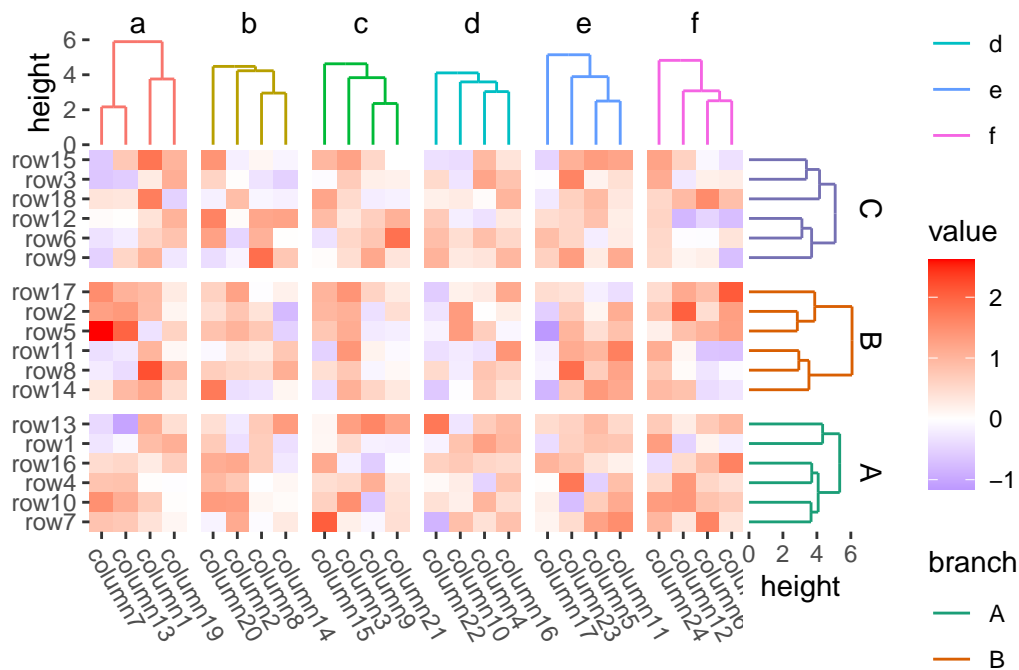 a b c d e f
height
6
4
2
0
row15
row3
row18
row12
row6
row9
row17
row2
row5
row11
row8
row14
row13
row1
row16
row4
row10
row7
C
B
A
column7
column13
column1
column19
column20
column2
column8
column14
column15
column3
column9
column21
column22
column10
column4
column16
column17
column23
column5
column11
column24
column12
column6
0 2 4 6
height
d
e
f
value
2
1
0
−1
branch
A
B